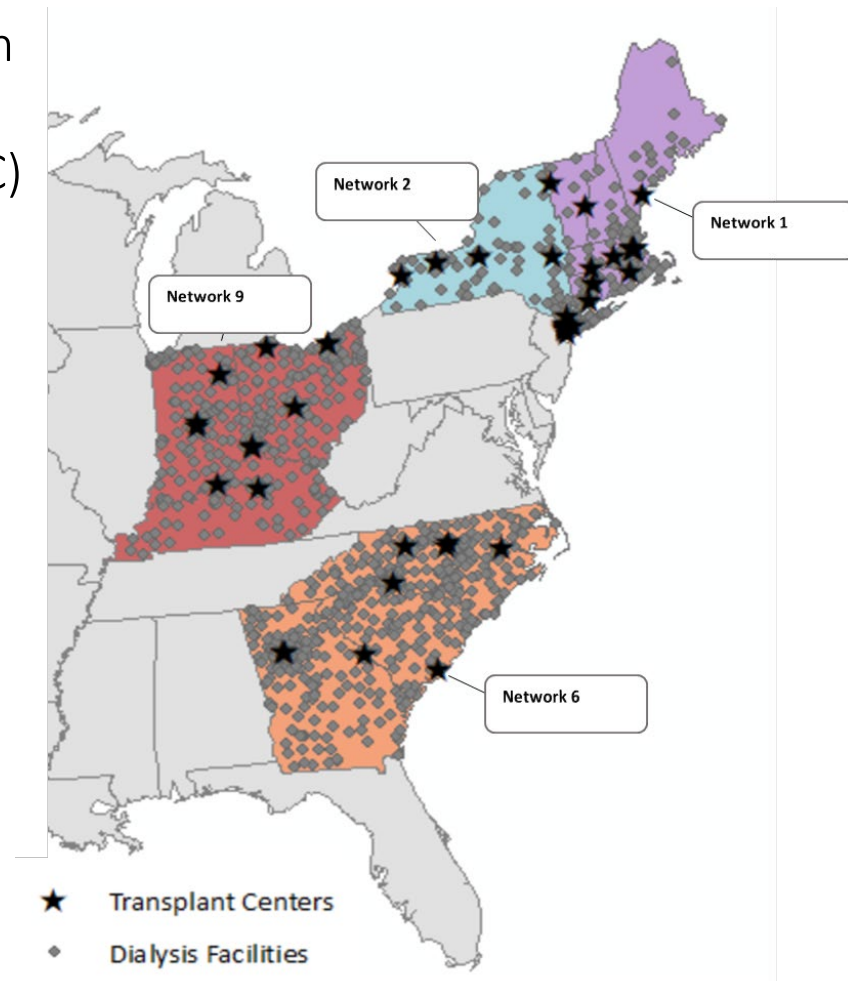 Network 2
Network 1
Network 9
Network 6
Transplant Centers
Dialysis Facilities